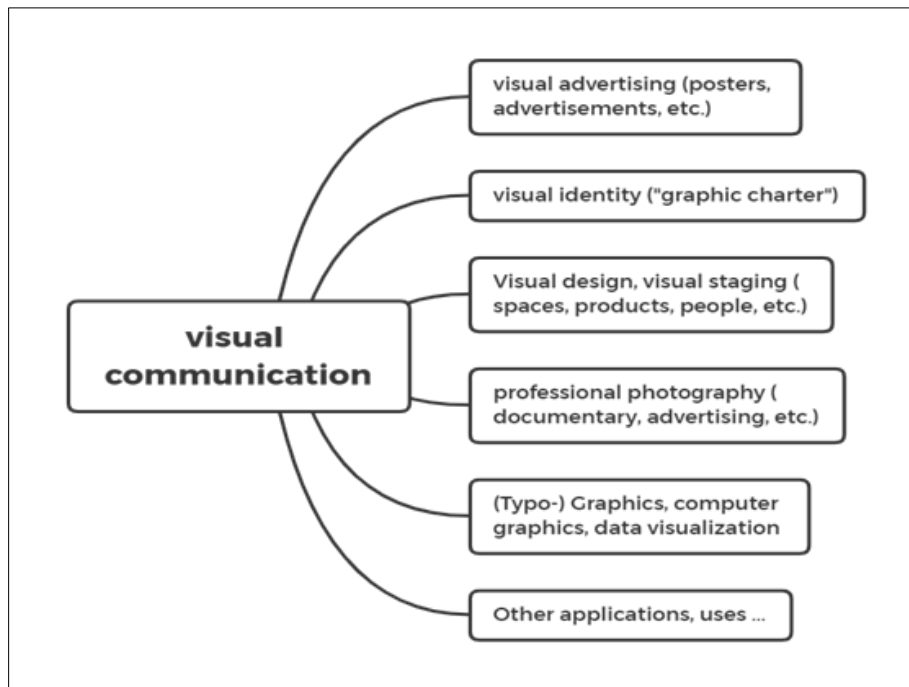 visual advertising (posters,
advertisements, etc.)
visual identity ("graphic charter")
Visual design, visual staging (
spaces, products, people, etc.)
visual
communication
professional photography (
documentary, advertising, etc.)
(Typo-) Graphics, computer
graphics, data visualization
Other applications, uses ...